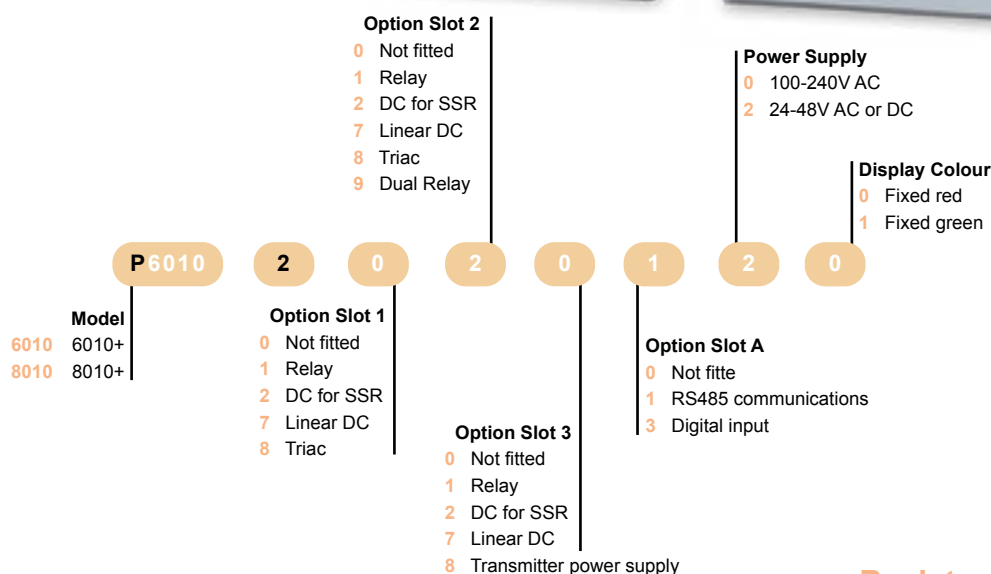 Option Slot 2
0 Not fitted
1 Relay
2 DC for SSR
7 Linear DC
8 Triac
9 Dual Relay
Power Supply
0 100-240V AC
2 24-48V AC or DC
Display Colour
0 Fixed red
1 Fixed green
P6010 2 0 2 0 1 2 0
Model
6010 6010+
8010 8010+
Option Slot 1
0 Not fitted
1 Relay
2 DC for SSR
7 Linear DC
8 Triac
Option Slot 3
0 Not fitted
1 Relay
2 DC for SSR
7 Linear DC
8 Transmitter power supply
Option Slot A
0 Not fitte
1 RS485 communications
3 Digital input